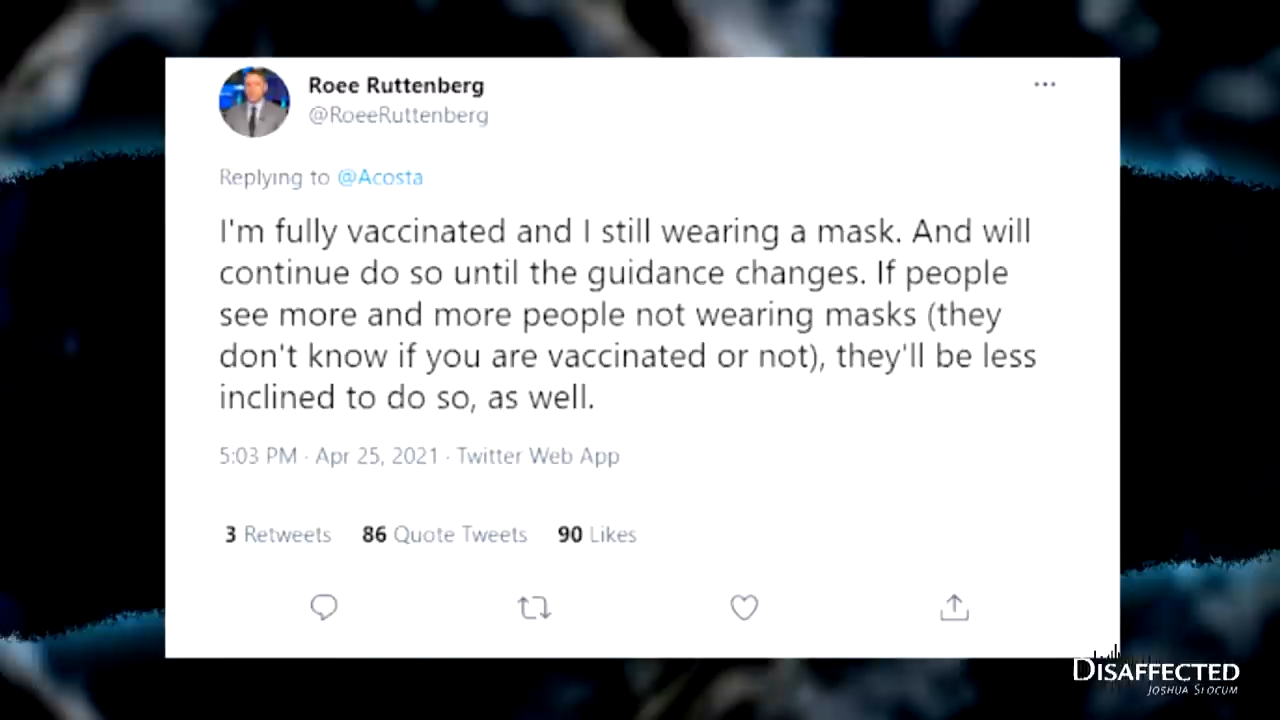 Roee Ruttenberg
@RoeeRuttenberg
Replying to @Acosta
I'm fully vaccinated and I still wearing a mask. And will
continue do so until the guidance changes. If people
see more and more people not wearing masks (they
don't know if you are vaccinated or not), they'll be less
inclined to do so, as well.
5:03 PM · Apr 25, 2021 · Twitter Web App
3 Retweets 86 Quote Tweets 90 Likes
DISAFFECTED
JOSHUA SLOCUM